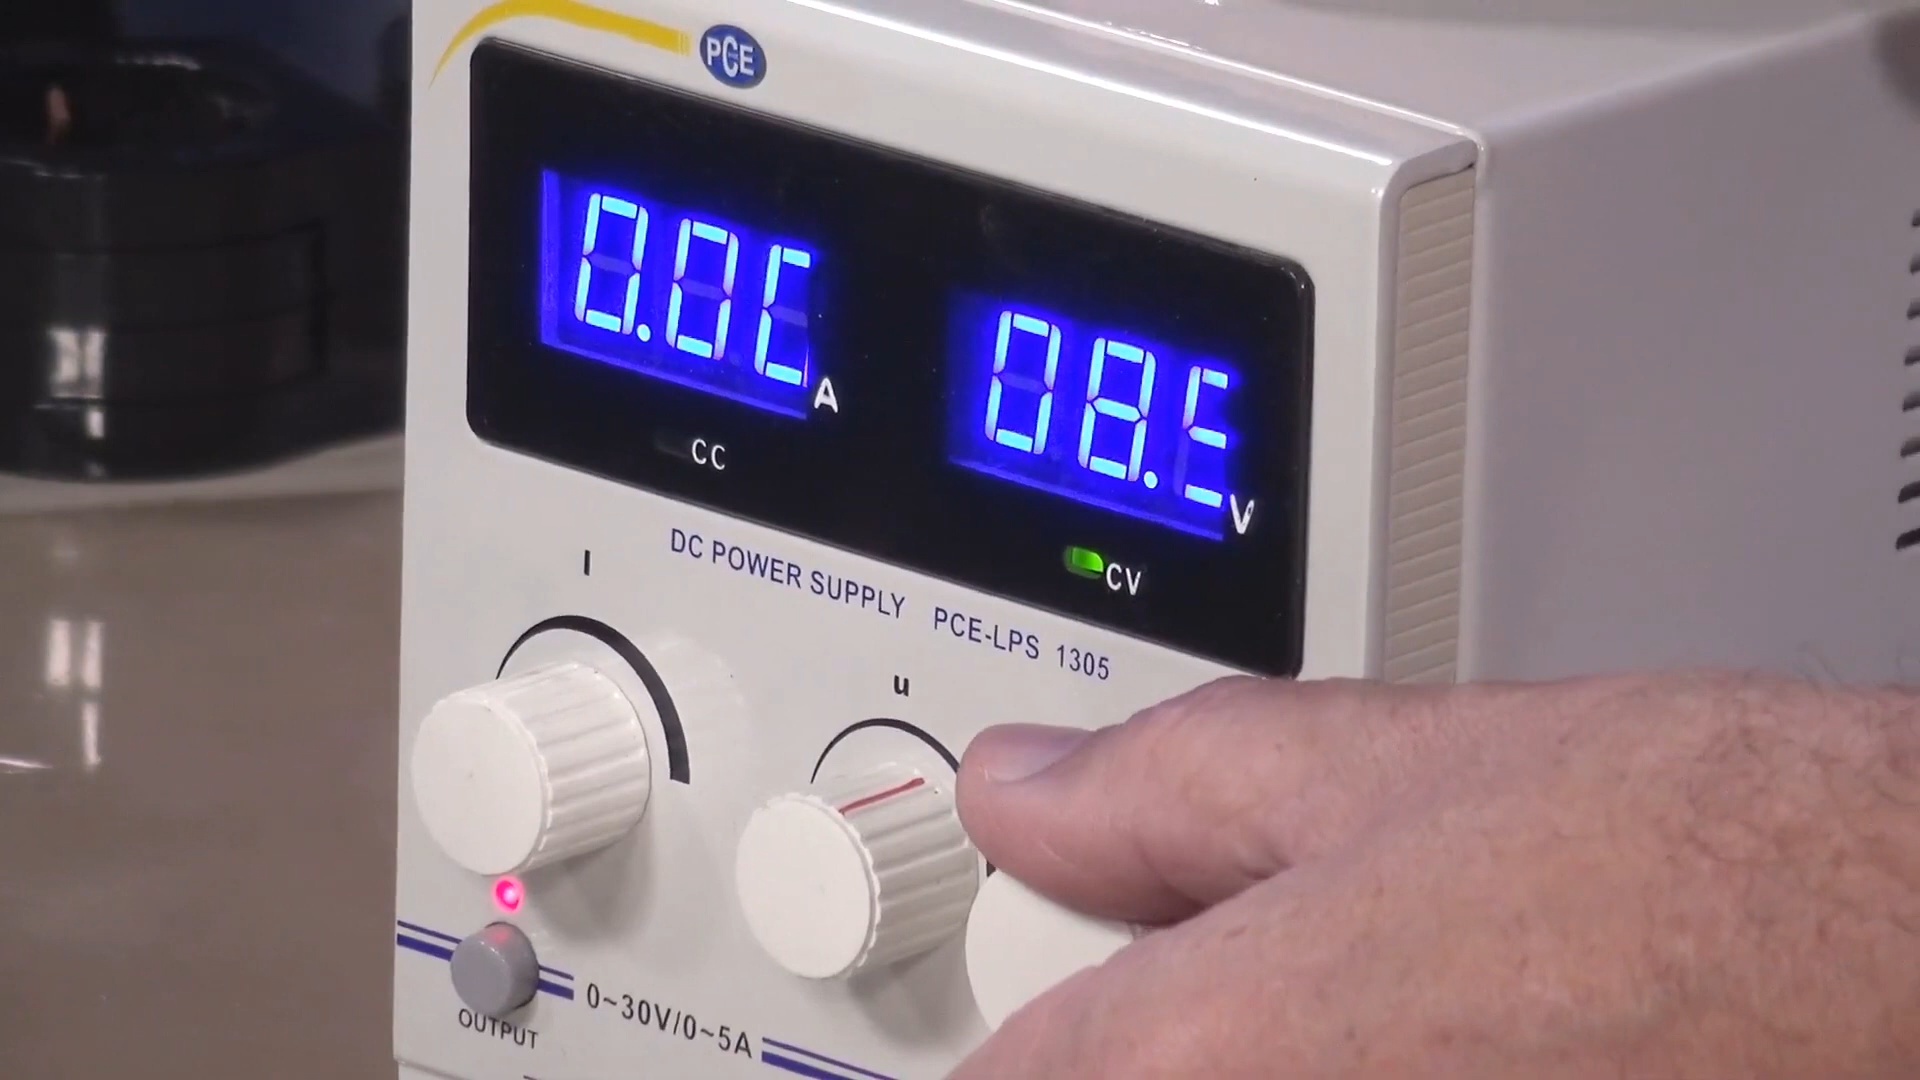 PCE
0.0
A
08.
V
CC
CV
DC POWER SUPPLY PCE-LPS 1305
I
u
0~30V/0~5A
OUTPUT